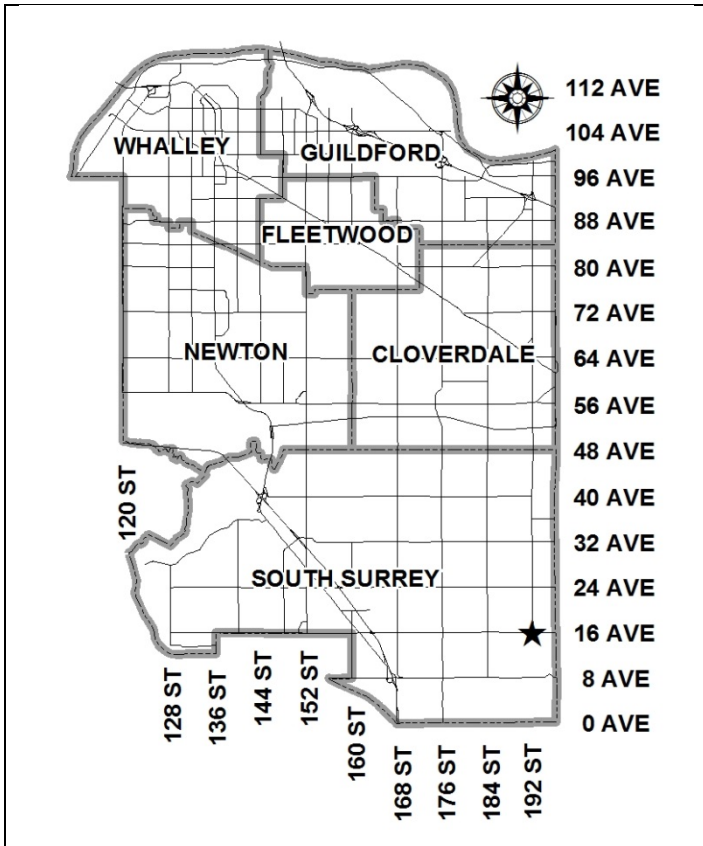 112 AVE
104 AVE
WHALLEY
GUILDFORD
96 AVE
88 AVE
FLEETWOOD
80 AVE
72 AVE
NEWTON
CLOVERDALE
64 AVE
56 AVE
48 AVE
120 ST
40 AVE
32 AVE
SOUTH SURREY
24 AVE
16 AVE
128 ST
136 ST
144 ST
152 ST
160 ST
8 AVE
0 AVE
168 ST
176 ST
184 ST
192 ST